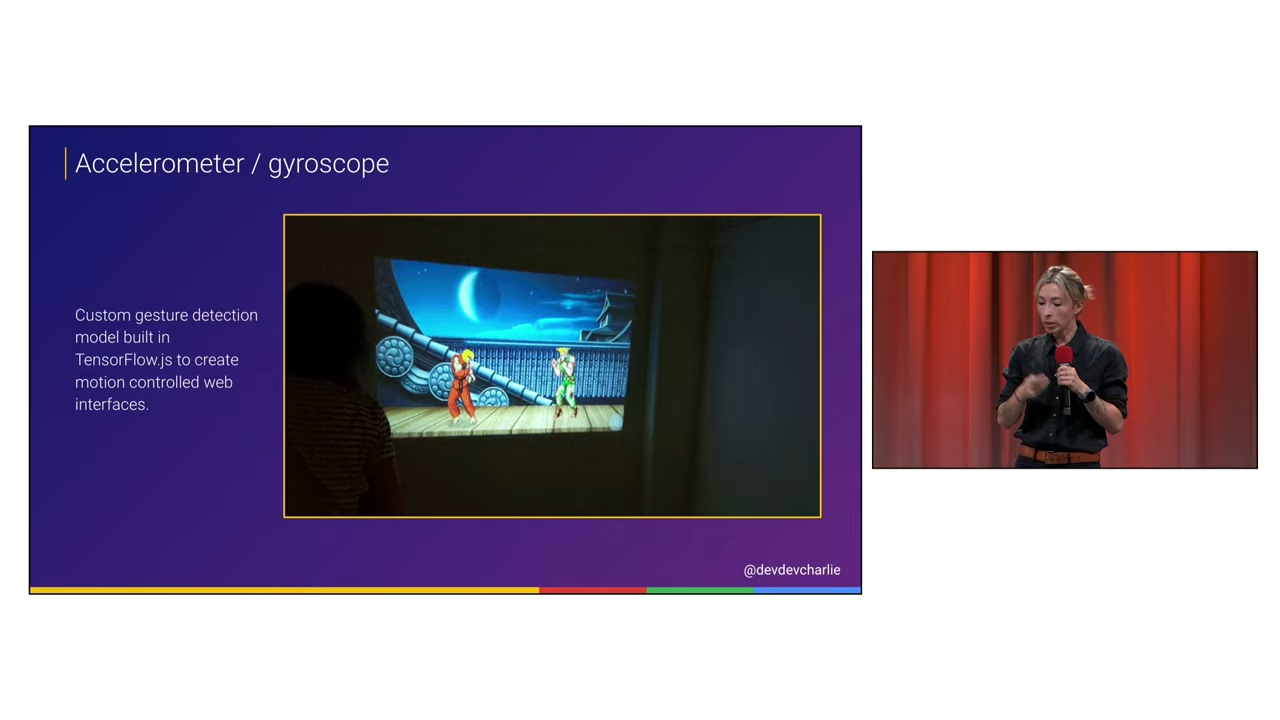 Accelerometer / gyroscope
Custom gesture detection
model built in
TensorFlow.js to create
motion controlled web
interfaces.
@devdevcharlie